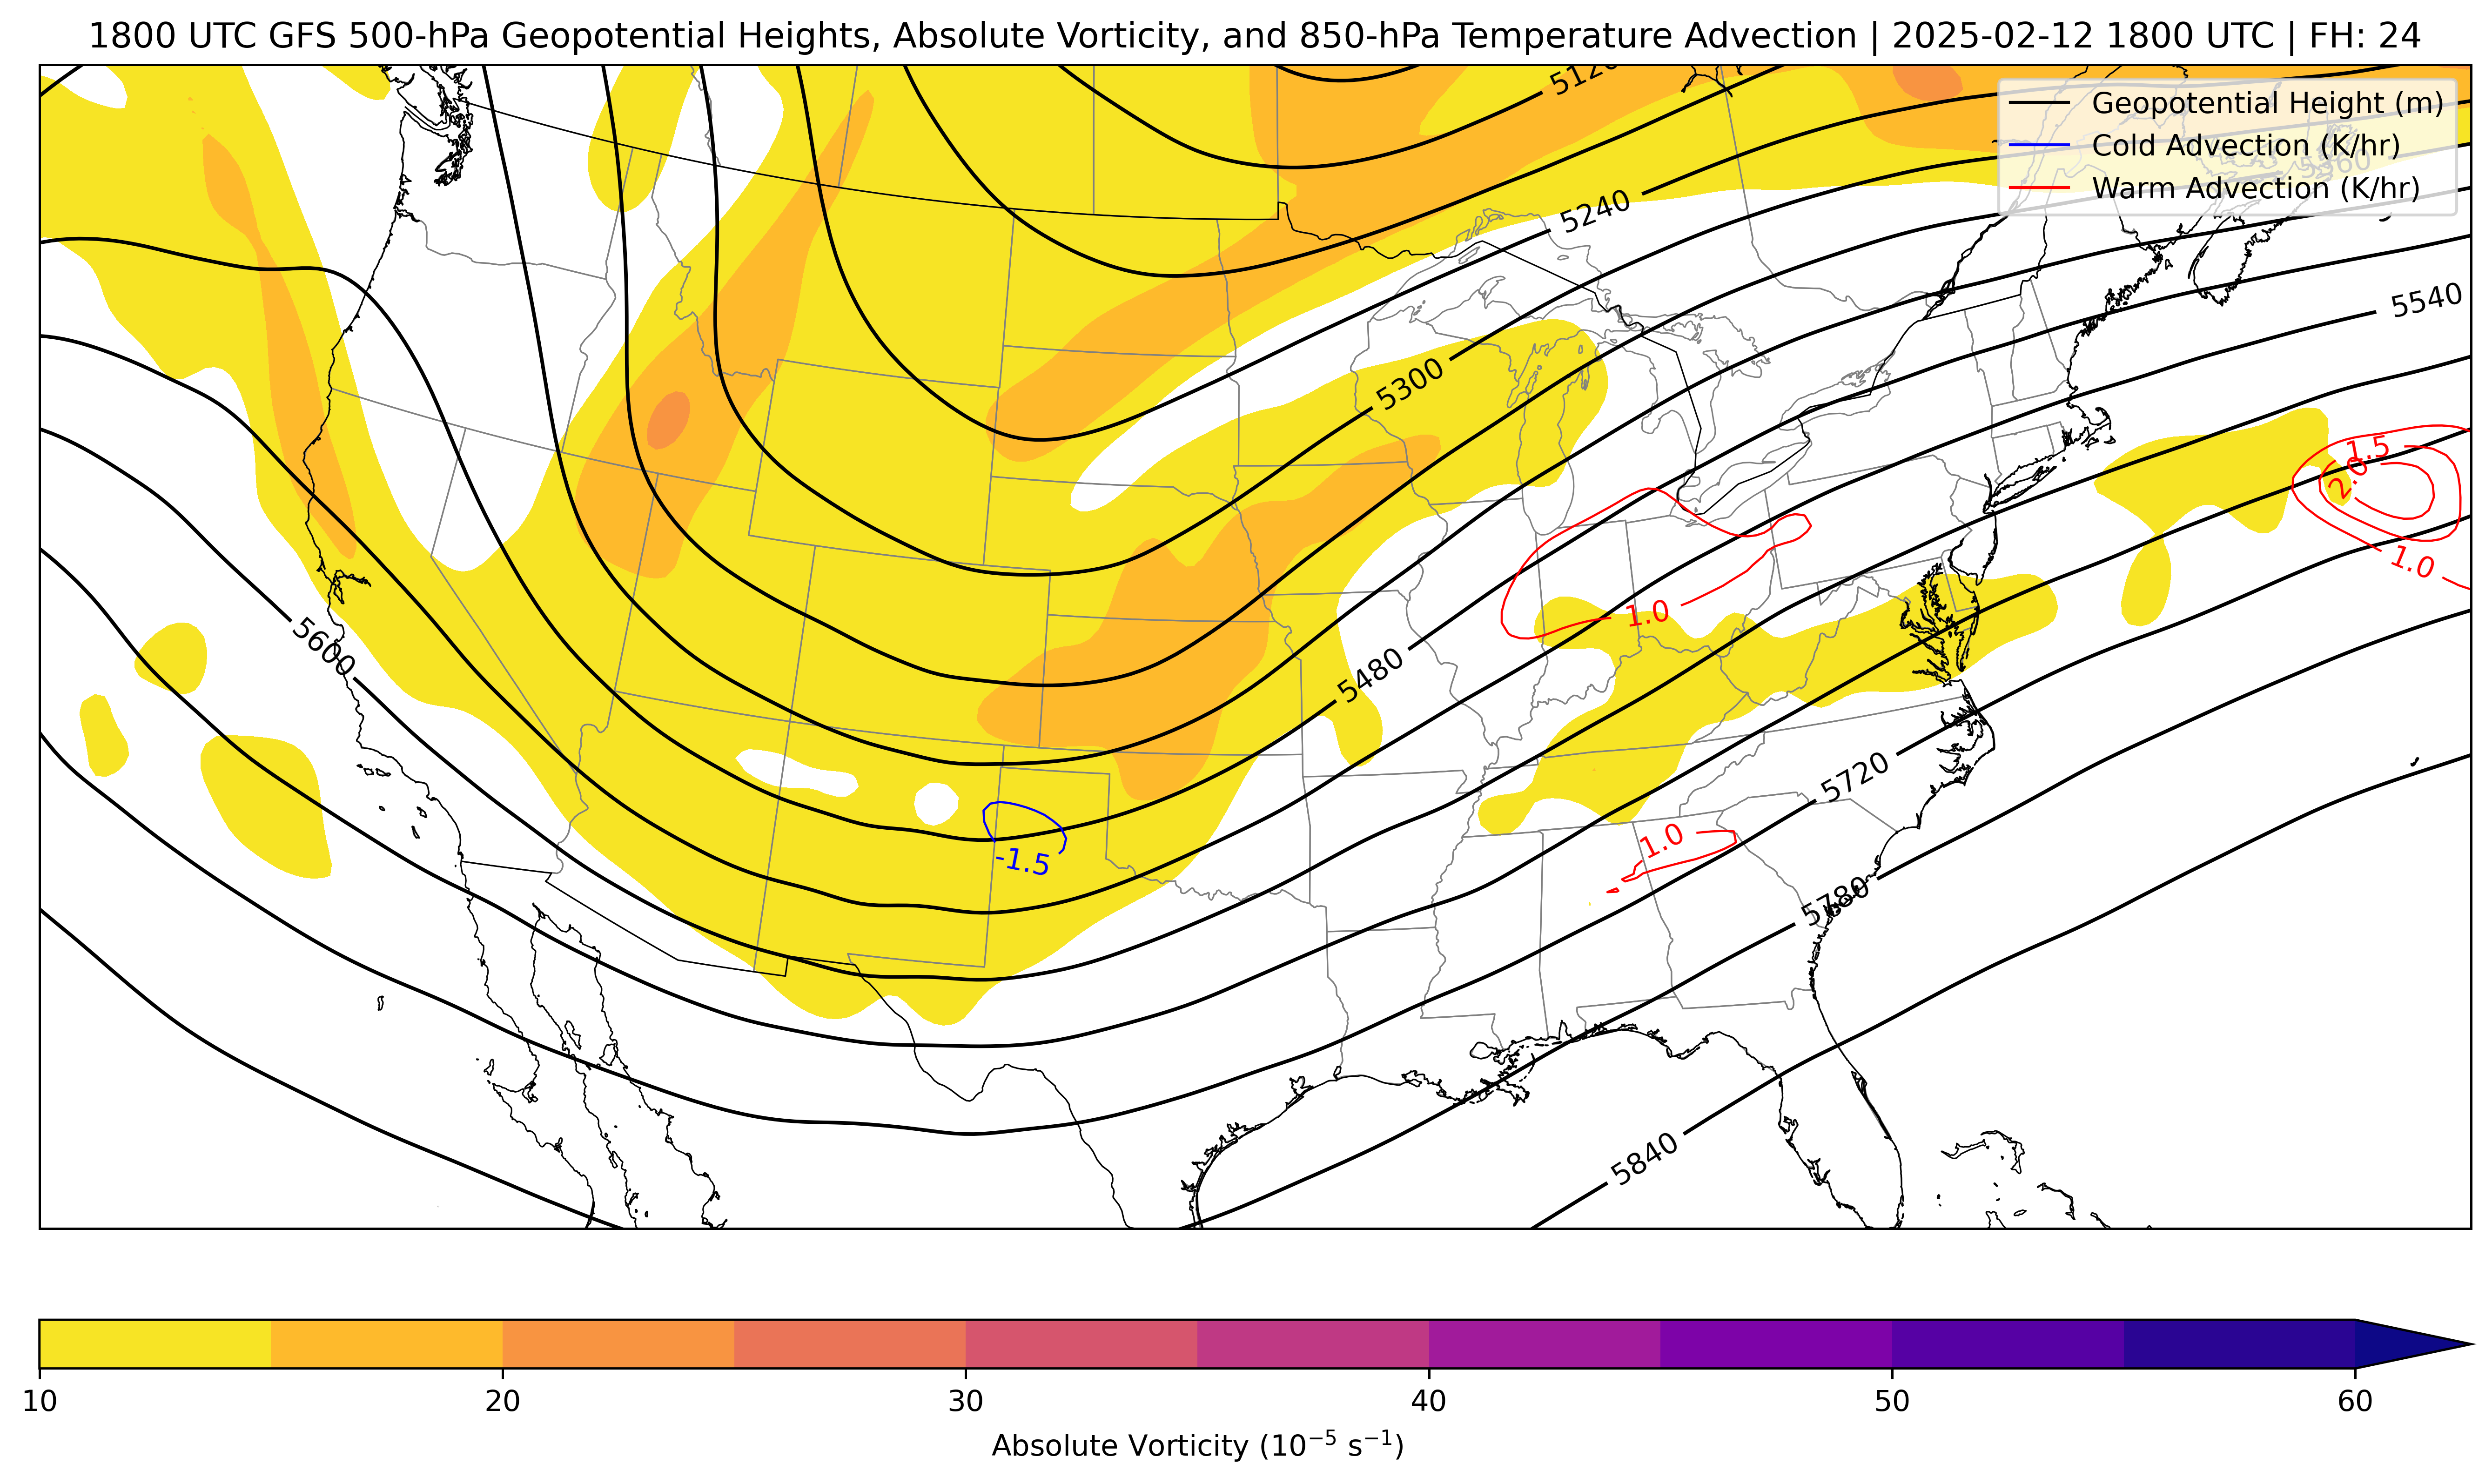 1800 UTC GFS 500-hPa Geopotential Heights, Absolute Vorticity, and 850-hPa Temperature Advection | 2025-02-12 1800 UTC | FH: 24
Geopotential Height (m)
Cold Advection (K/hr)
Warm Advection (K/hr)
5120
5240
5540
5300
1.5
2.0
1.0
1.0
5600
5480
5720
1.0
-1.5
5780
5840
10 20 30 40 50 60
Absolute Vorticity (10⁻⁵ s⁻¹)